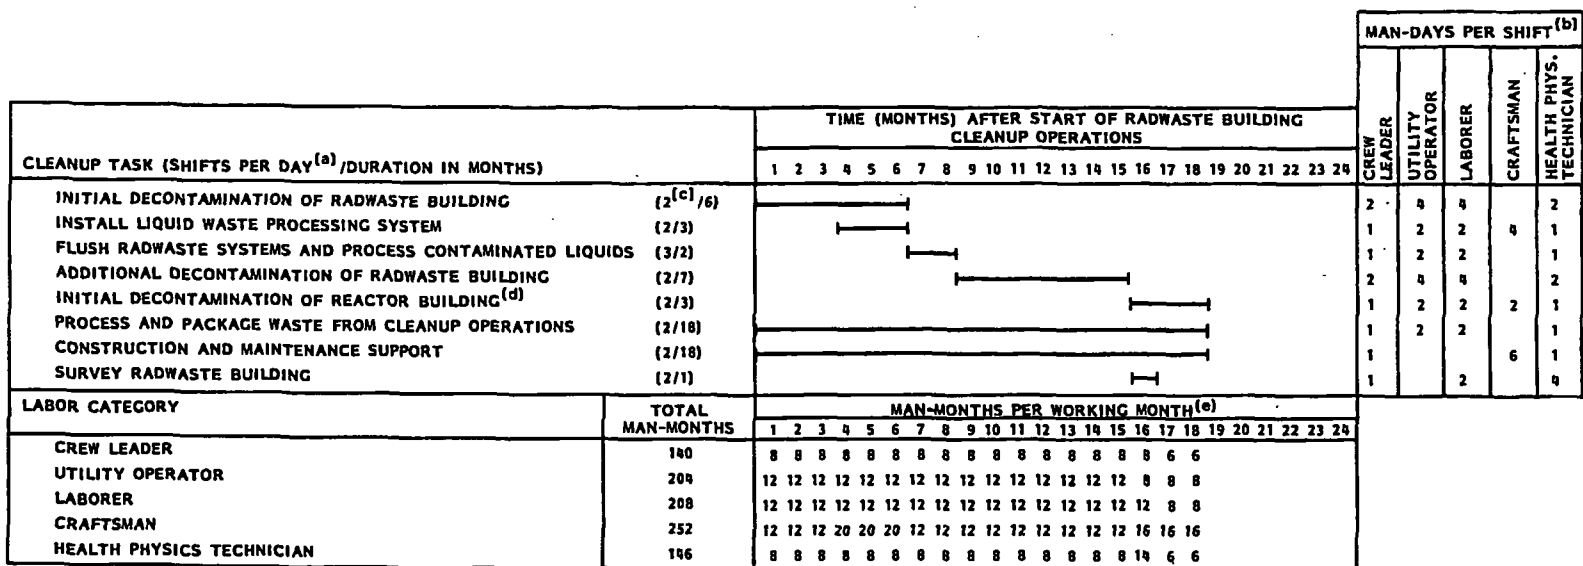 MAN-DAYS PER SHIFT(b)
CREW LEADER
UTILITY OPERATOR
LABORER
CRAFTSMAN
HEALTH PHYS. TECHNICIAN
TIME (MONTHS) AFTER START OF RADWASTE BUILDING
CLEANUP OPERATIONS
CLEANUP TASK (SHIFTS PER DAY(a)/DURATION IN MONTHS) 1 2 3 4 5 6 7 8 9 10 11 12 13 14 15 16 17 18 19 20 21 22 23 24
INITIAL DECONTAMINATION OF RADWASTE BUILDING (2[c]/6) 2 4 4 2
INSTALL LIQUID WASTE PROCESSING SYSTEM (2/3) 1 2 2 4 1
FLUSH RADWASTE SYSTEMS AND PROCESS CONTAMINATED LIQUIDS (3/2) 1 2 2 1
ADDITIONAL DECONTAMINATION OF RADWASTE BUILDING (2/7) 2 4 4 2
INITIAL DECONTAMINATION OF REACTOR BUILDING(d) (2/3) 1 2 2 2 1
PROCESS AND PACKAGE WASTE FROM CLEANUP OPERATIONS (2/18) 1 2 2 1
CONSTRUCTION AND MAINTENANCE SUPPORT (2/18) 1 6 1
SURVEY RADWASTE BUILDING (2/1) 1 2 4
LABOR CATEGORY TOTAL MAN-MONTHS MAN-MONTHS PER WORKING MONTH(e)
1 2 3 4 5 6 7 8 9 10 11 12 13 14 15 16 17 18 19 20 21 22 23 24
CREW LEADER 140 8 8 8 8 8 8 8 8 8 8 8 8 8 8 8 8 6 6
UTILITY OPERATOR 204 12 12 12 12 12 12 12 12 12 12 12 12 12 12 12 8 8 8
LABORER 208 12 12 12 12 12 12 12 12 12 12 12 12 12 12 12 12 8 8
CRAFTSMAN 252 12 12 12 20 20 20 12 12 12 12 12 12 12 12 12 16 16 16
HEALTH PHYSICS TECHNICIAN 146 8 8 8 8 8 8 8 8 8 8 8 8 8 8 8 14 6 6